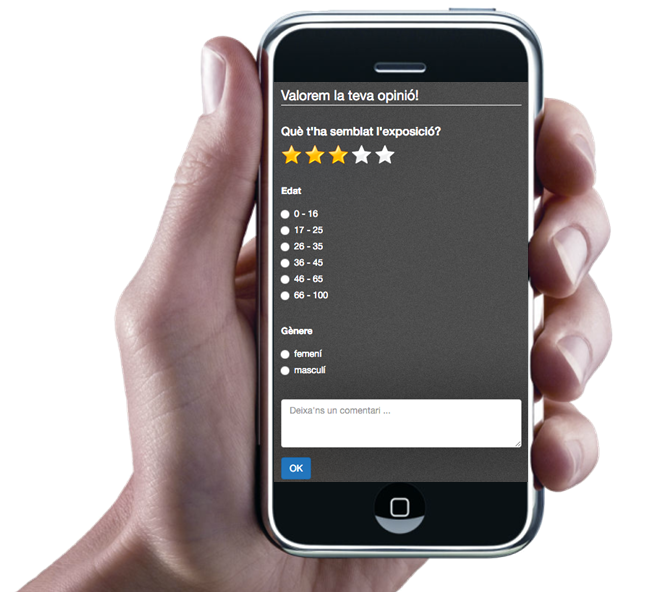 Valorem la teva opinió!
Què t'ha semblat l'exposició?
Edat
0 - 16
17 - 25
26 - 35
36 - 45
46 - 65
66 - 100
Gènere
femení
masculí
Deixa'ns un comentari ...
OK